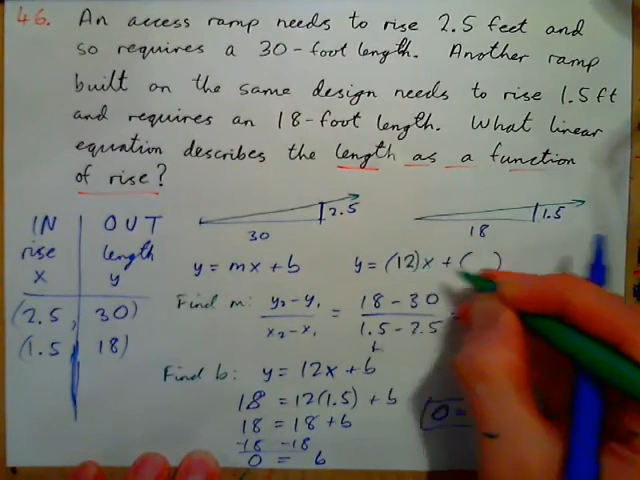 46. An access ramp needs to rise 2.5 feet and
so requires a 30-foot length. Another ramp
built on the same design needs to rise 1.5 ft
and requires an 18-foot length. What linear
equation describes the length as a function
of rise?
IN OUT
rise length
x y
(2.5, 30)
(1.5, 18)
2.5
30
1.5
18
y = mx + b
y = (12)x + ( )
Find m: y₂ - y₁ / x₂ - x₁ = 18 - 30 / 1.5 - 2.5 =
Find b: y = 12x + b
18 = 12(1.5) + b
18 = 18 + b
-18 -18
0 = b
0 =